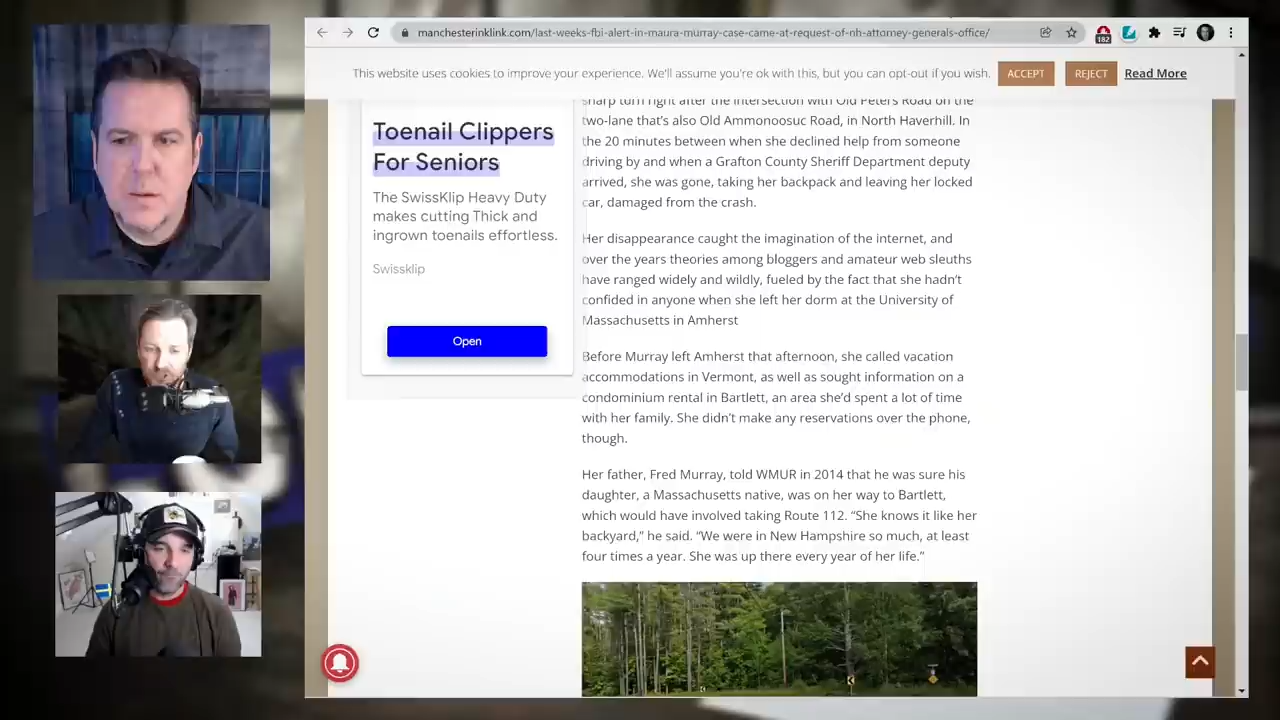 manchesterinklink.com/last-weeks-fbi-alert-in-maura-murray-case-came-at-request-of-nh-attorney-generals-office/
182
This website uses cookies to improve your experience. We'll assume you're ok with this, but you can opt-out if you wish.
ACCEPT
REJECT
Read More
Toenail Clippers
For Seniors
The SwissKlip Heavy Duty
makes cutting Thick and
ingrown toenails effortless.
Swissklip
Open
sharp turn right after the intersection with Old Peters Road on the
two-lane that's also Old Ammonoosuc Road, in North Haverhill. In
the 20 minutes between when she declined help from someone
driving by and when a Grafton County Sheriff Department deputy
arrived, she was gone, taking her backpack and leaving her locked
car, damaged from the crash.
Her disappearance caught the imagination of the internet, and
over the years theories among bloggers and amateur web sleuths
have ranged widely and wildly, fueled by the fact that she hadn't
confided in anyone when she left her dorm at the University of
Massachusetts in Amherst
Before Murray left Amherst that afternoon, she called vacation
accommodations in Vermont, as well as sought information on a
condominium rental in Bartlett, an area she'd spent a lot of time
with her family. She didn't make any reservations over the phone,
though.
Her father, Fred Murray, told WMUR in 2014 that he was sure his
daughter, a Massachusetts native, was on her way to Bartlett,
which would have involved taking Route 112. "She knows it like her
backyard," he said. "We were in New Hampshire so much, at least
four times a year. She was up there every year of her life."